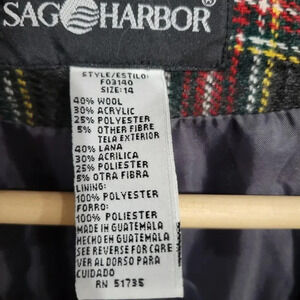 SAG HARBOR®
STYLE/ESTILO:
F03140
SIZE: 14
40% WOOL
30% ACRYLIC
25% POLYESTER
5% OTHER FIBRE
TELA EXTERIOR
40% LANA
30% ACRILICA
25% POLIESTER
5% OTRA FIBRA
LINING:
100% POLYESTER
FORRO:
100% POLIESTER
MADE IN GUATEMALA
HECHO EN GUATEMALA
SEE REVERSE FOR CARE
VER AL DORSO PARA
CUIDADO
RN 51735